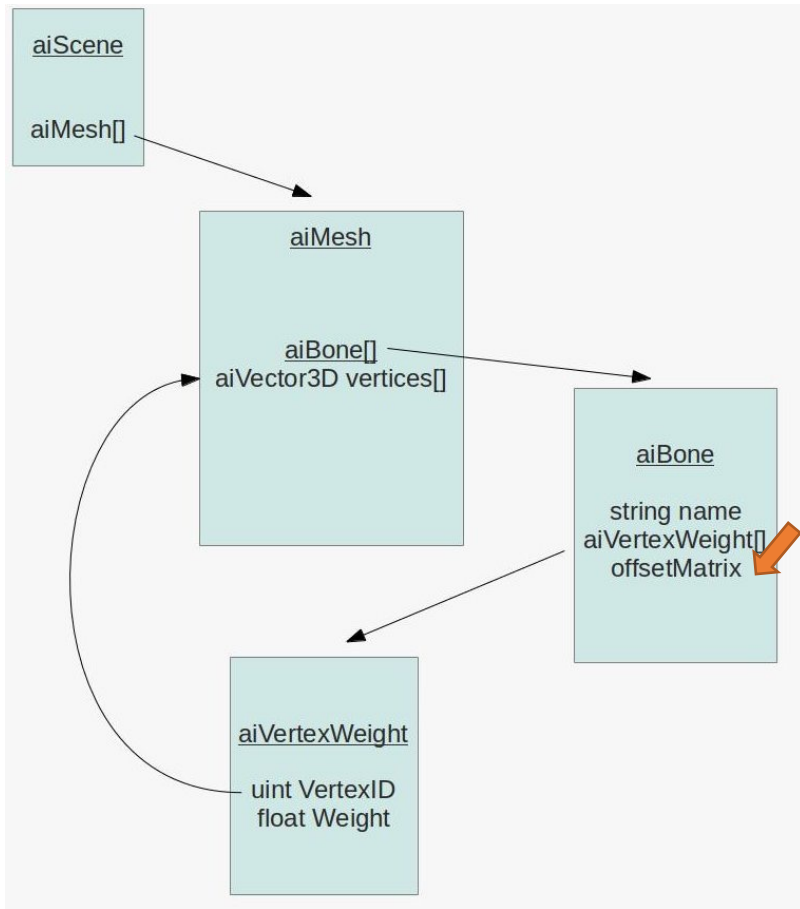 aiScene
aiMesh[]
aiMesh
aiBone[]
aiVector3D vertices[]
aiBone
string name
aiVertexWeight[]
offsetMatrix
aiVertexWeight
uint VertexID
float Weight